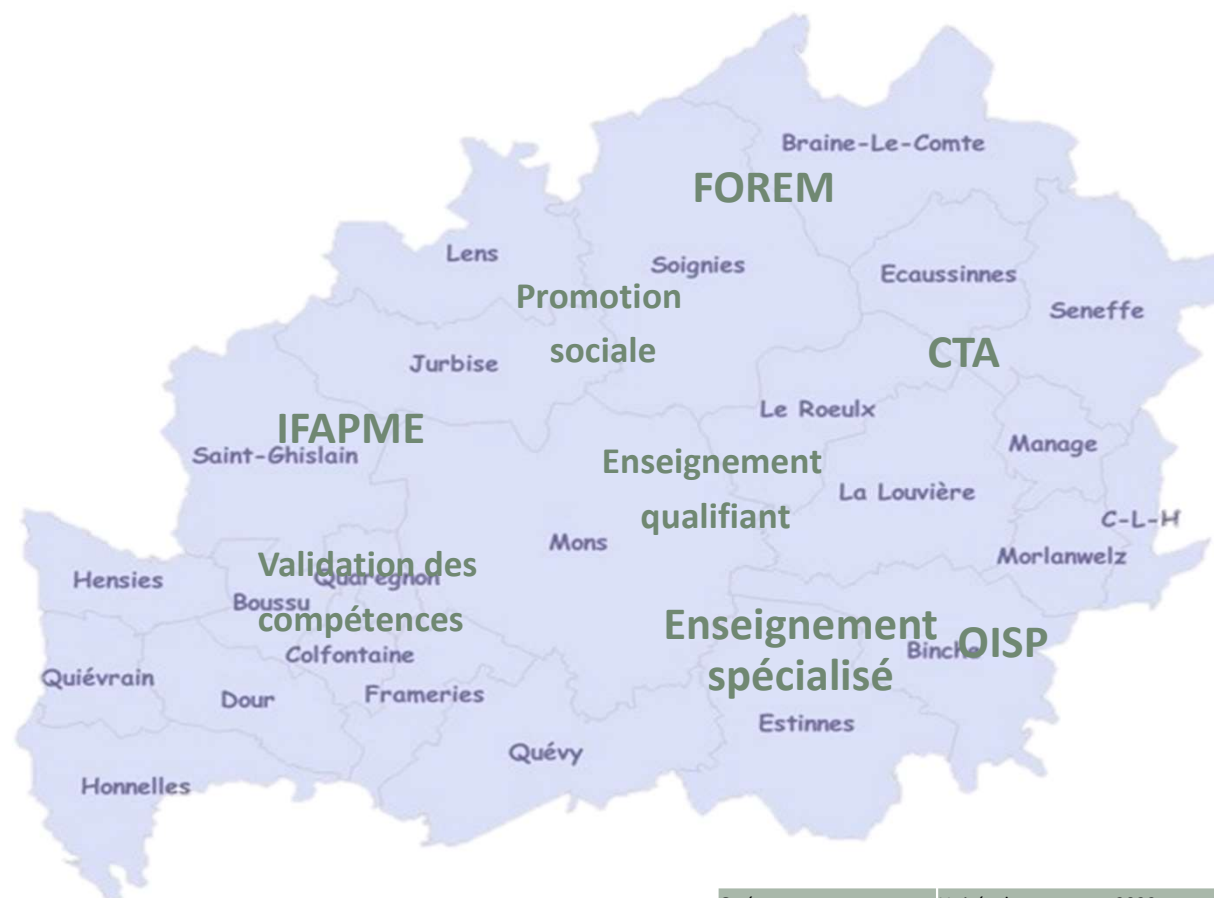 Braine-Le-Comte
FOREM
Lens
Soignies
Ecaussinnes
Promotion
sociale
Seneffe
Jurbise
CTA
Le Roeulx
IFAPME
Saint-Ghislain
Manage
Enseignement
qualifiant
La Louvière
C-L-H
Mons
Morlanwelz
Hensies
Validation des
compétences
Quaregnon
Boussu
Enseignement
spécialisé
OISP
Binche
Colfontaine
Quiévrain
Dour
Frameries
Estinnes
Quévy
Honnelles